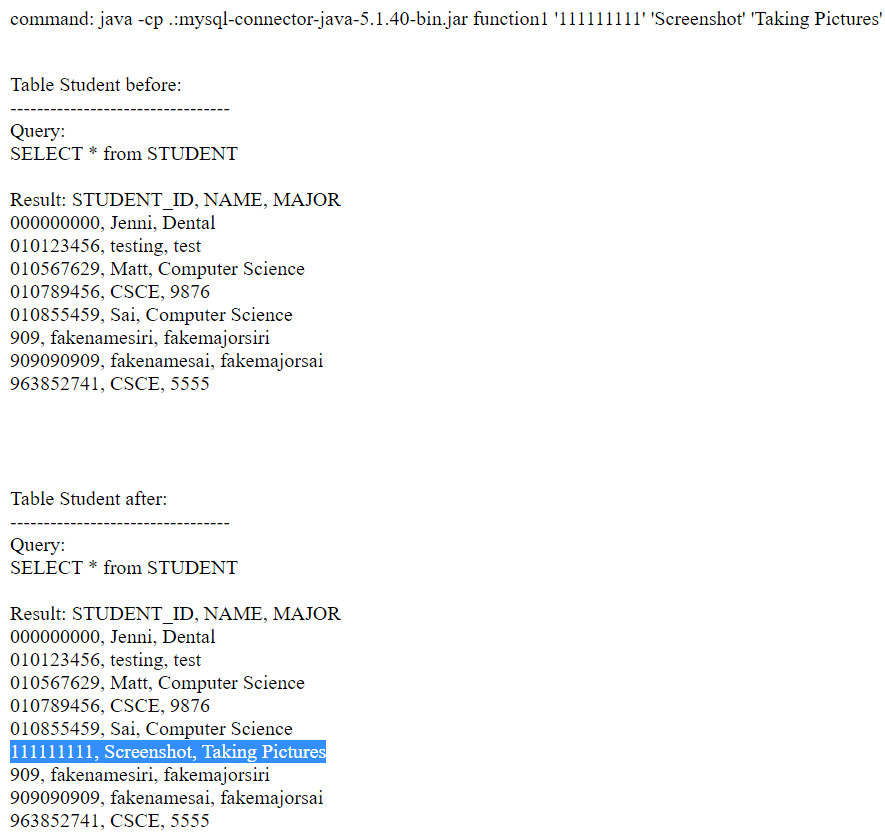 command: java -cp .:mysql-connector-java-5.1.40-bin.jar function1 '111111111' 'Screenshot' 'Taking Pictures'
Table Student before:
---------------------------------
Query:
SELECT * from STUDENT
Result: STUDENT_ID, NAME, MAJOR
000000000, Jenni, Dental
010123456, testing, test
010567629, Matt, Computer Science
010789456, CSCE, 9876
010855459, Sai, Computer Science
909, fakenamesiri, fakemajorsiri
909090909, fakenamesai, fakemajorsai
963852741, CSCE, 5555
Table Student after:
---------------------------------
Query:
SELECT * from STUDENT
Result: STUDENT_ID, NAME, MAJOR
000000000, Jenni, Dental
010123456, testing, test
010567629, Matt, Computer Science
010789456, CSCE, 9876
010855459, Sai, Computer Science
111111111, Screenshot, Taking Pictures
909, fakenamesiri, fakemajorsiri
909090909, fakenamesai, fakemajorsai
963852741, CSCE, 5555